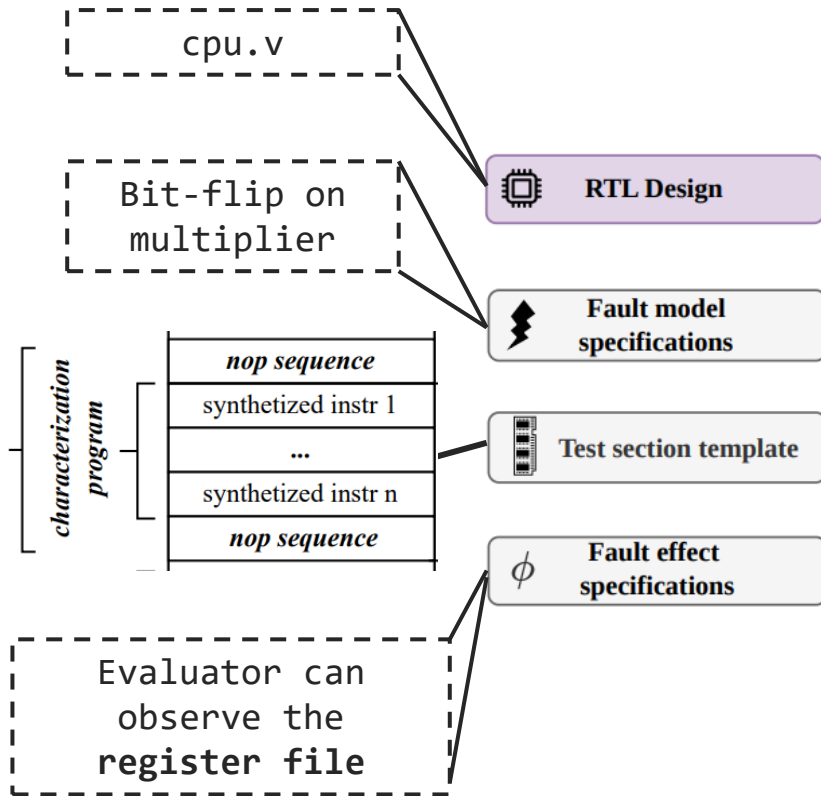 cpu.v
RTL Design
Bit-flip on
multiplier
Fault model
specifications
characterization
program
nop sequence
synthetized instr 1
...
synthetized instr n
nop sequence
Test section template
ϕ
Fault effect
specifications
Evaluator can
observe the
register file